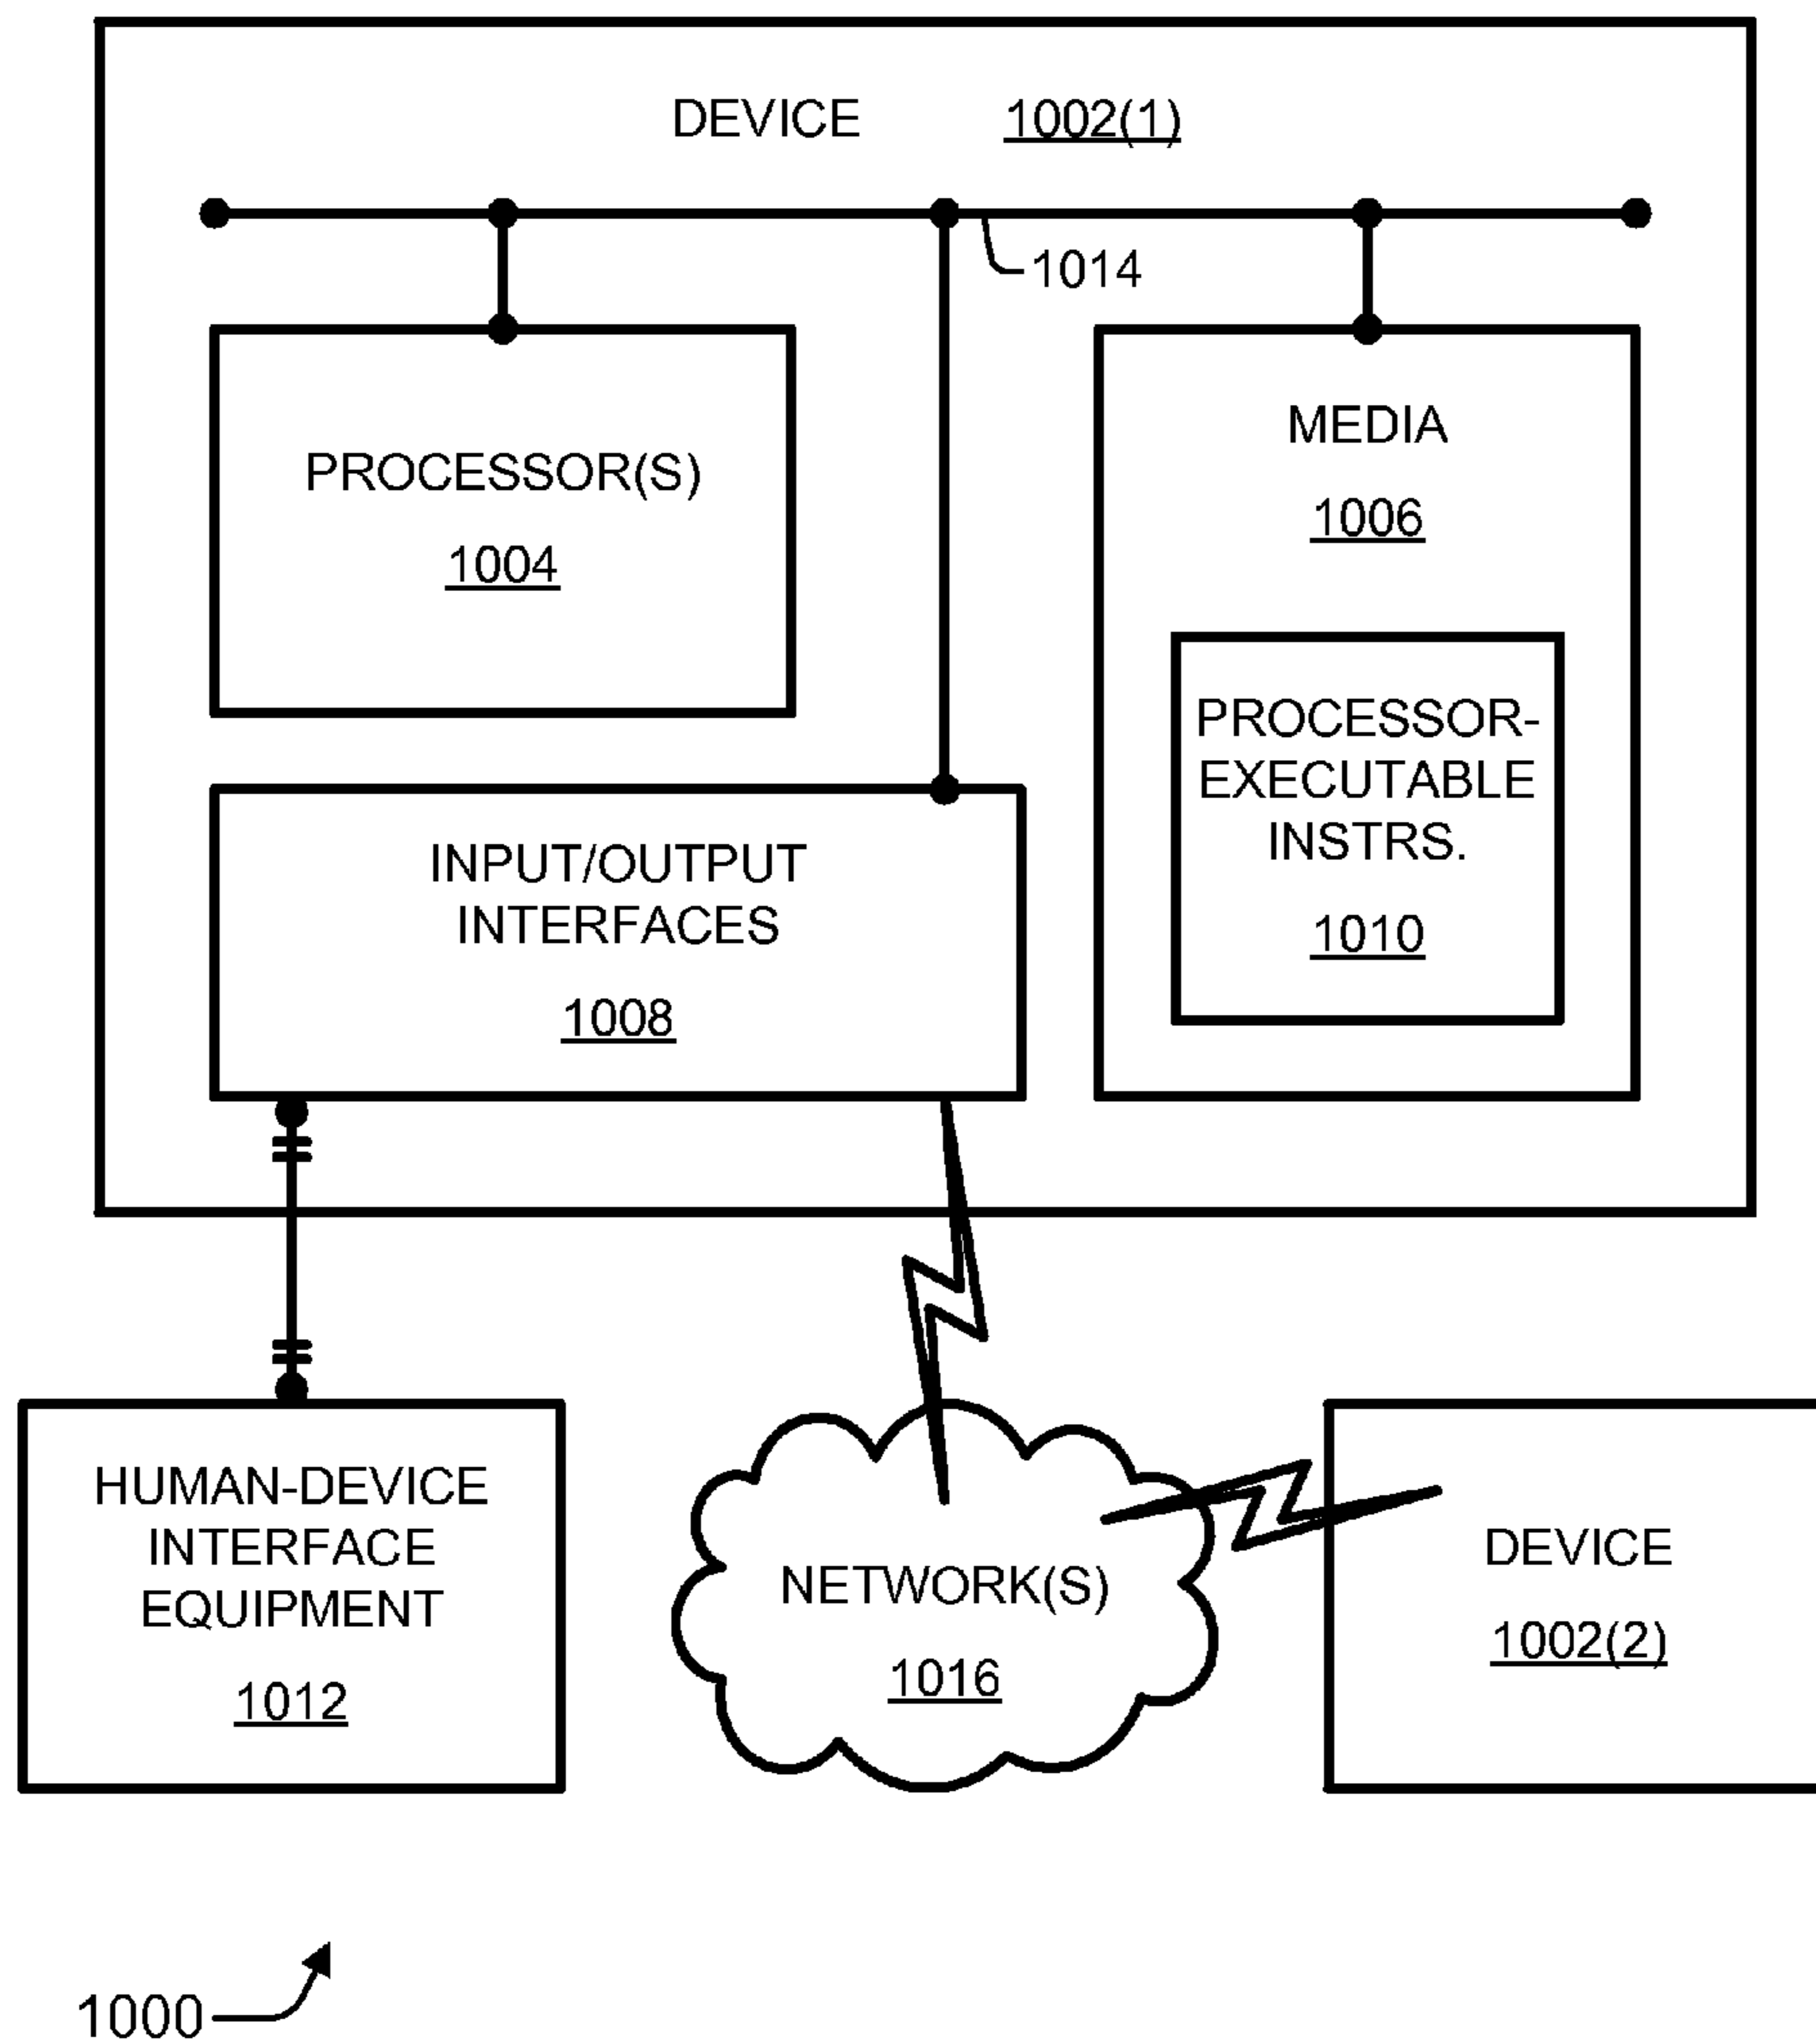 DEVICE 1002(1)
1014
PROCESSOR(S)
1004
MEDIA
1006
PROCESSOR-
EXECUTABLE
INSTRS.
1010
INPUT/OUTPUT
INTERFACES
1008
HUMAN-DEVICE
INTERFACE
EQUIPMENT
1012
NETWORK(S)
1016
DEVICE
1002(2)
1000